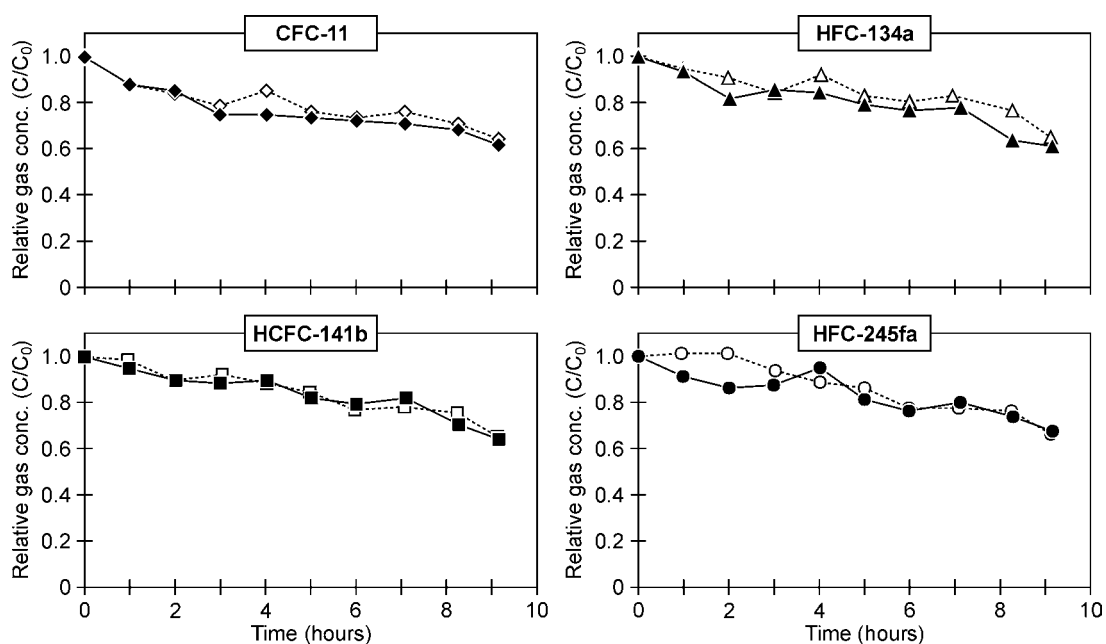 CFC-11
Relative gas conc. (C/C₀)
1.0
0.8
0.6
0.4
0.2
0
HFC-134a
Relative gas conc. (C/C₀)
1.0
0.8
0.6
0.4
0.2
0
HCFC-141b
Relative gas conc. (C/C₀)
1.0
0.8
0.6
0.4
0.2
0
0 2 4 6 8 10
Time (hours)
HFC-245fa
Relative gas conc. (C/C₀)
1.0
0.8
0.6
0.4
0.2
0
0 2 4 6 8 10
Time (hours)